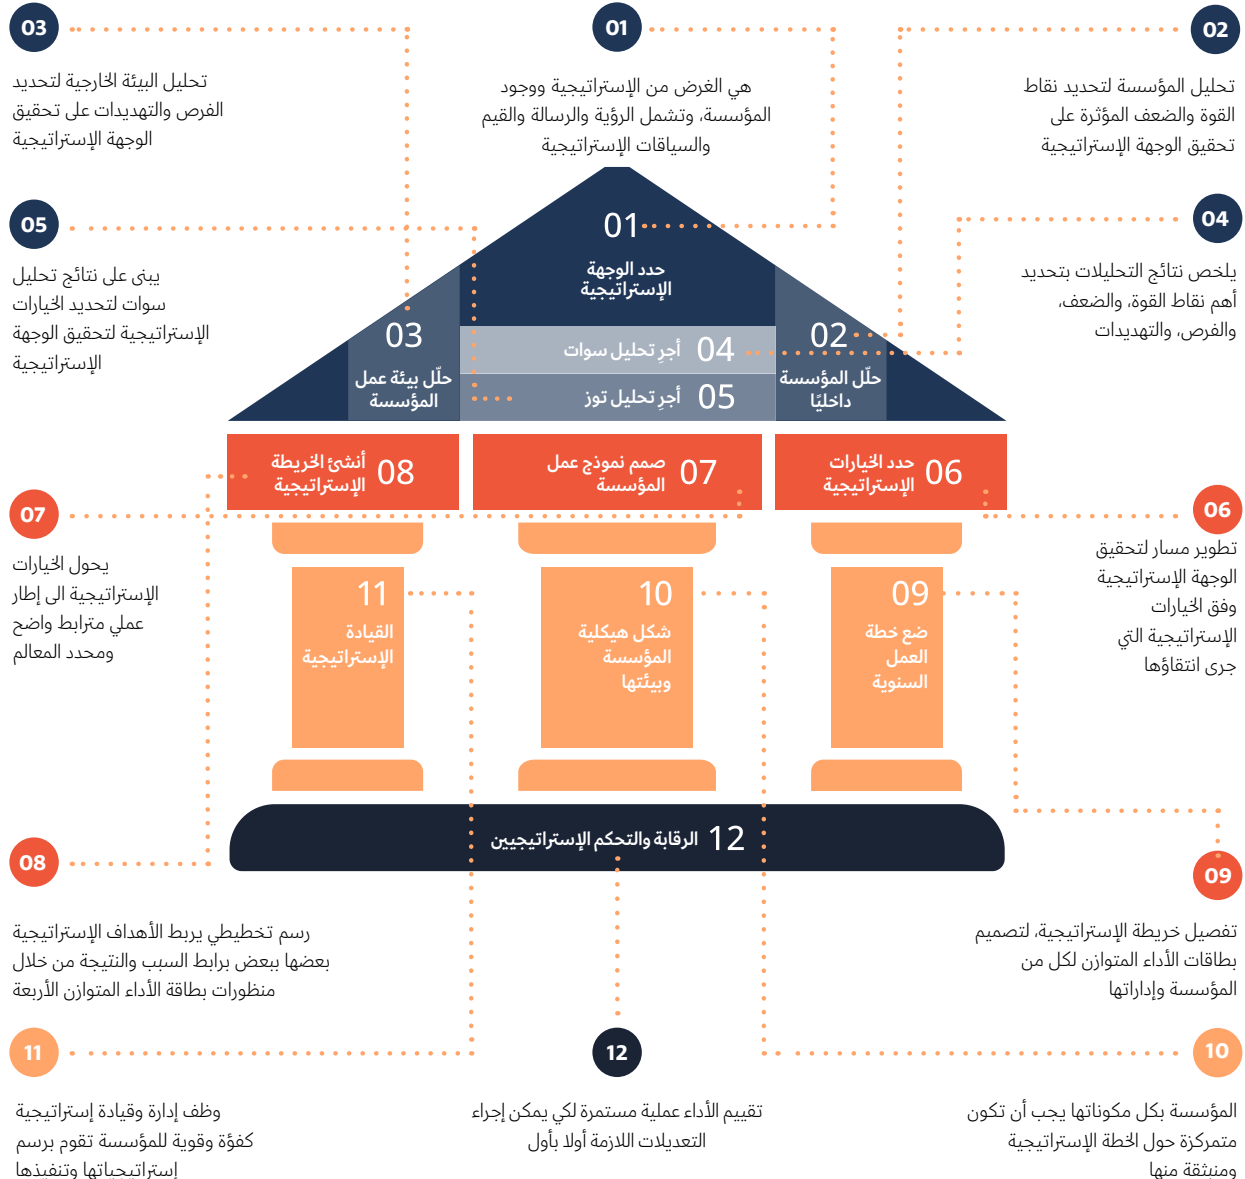 01
هي الغرض من الإستراتيجية ووجود
المؤسسة، وتشمل الرؤية والرسالة والقيم
والسياقات الإستراتيجية
02
تحليل المؤسسة لتحديد نقاط
القوة والضعف المؤثرة على
تحقيق الوجهة الإستراتيجية
03
تحليل البيئة الخارجية لتحديد
الفرص والتهديدات على تحقيق
الوجهة الإستراتيجية
04
يلخص نتائج التحليلات بتحديد
أهم نقاط القوة، والضعف،
والفرص، والتهديدات
05
يبنى على نتائج تحليل
سوات لتحديد الخيارات
الإستراتيجية لتحقيق الوجهة
الإستراتيجية
01
حدد الوجهة
الإستراتيجية
02
حلّل المؤسسة
داخليًا
03
حلّل بيئة عمل
المؤسسة
04 أجرِ تحليل سوات
05 أجرِ تحليل توز
06 حدد الخيارات
الإستراتيجية
07 صمم نموذج عمل
المؤسسة
08 أنشئ الخريطة
الإستراتيجية
06
تطوير مسار لتحقيق
الوجهة الإستراتيجية
وفق الخيارات
الإستراتيجية التي
جرى انتقاؤها
07
يحول الخيارات
الإستراتيجية الى إطار
عملي مترابط واضح
ومحدد المعالم
09
ضع خطة
العمل
السنوية
10
شكل هيكلية
المؤسسة
وبيئتها
11
القيادة
الإستراتيجية
12 الرقابة والتحكم الإستراتيجيين
09
تفصيل خريطة الإستراتيجية، لتصميم
بطاقات الأداء المتوازن لكل من
المؤسسة وإداراتها
08
رسم تخطيطي يربط الأهداف الإستراتيجية
بعضها ببعض برابط السبب والنتيجة من خلال
منظورات بطاقة الأداء المتوازن الأربعة
10
المؤسسة بكل مكوناتها يجب أن تكون
متمركزة حول الخطة الإستراتيجية
ومنبثقة منها
12
تقييم الأداء عملية مستمرة لكي يمكن إجراء
التعديلات اللازمة أولا بأول
11
وظف إدارة وقيادة إستراتيجية
كفؤة وقوية للمؤسسة تقوم برسم
إستراتيجياتها وتنفيذها